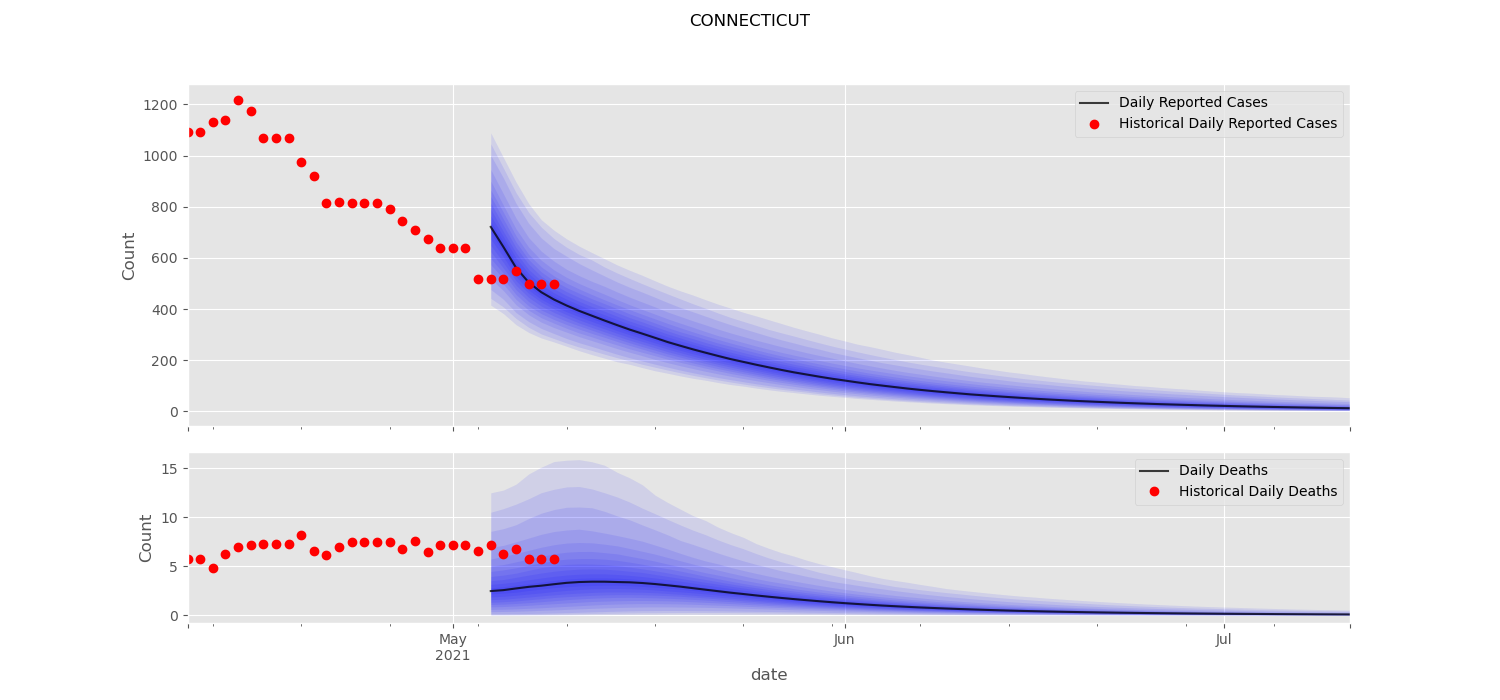 CONNECTICUT
1200
1000
800
600
400
200
0
Count
Daily Reported Cases
Historical Daily Reported Cases
15
10
5
0
Count
Daily Deaths
Historical Daily Deaths
May
2021
Jun
Jul
date